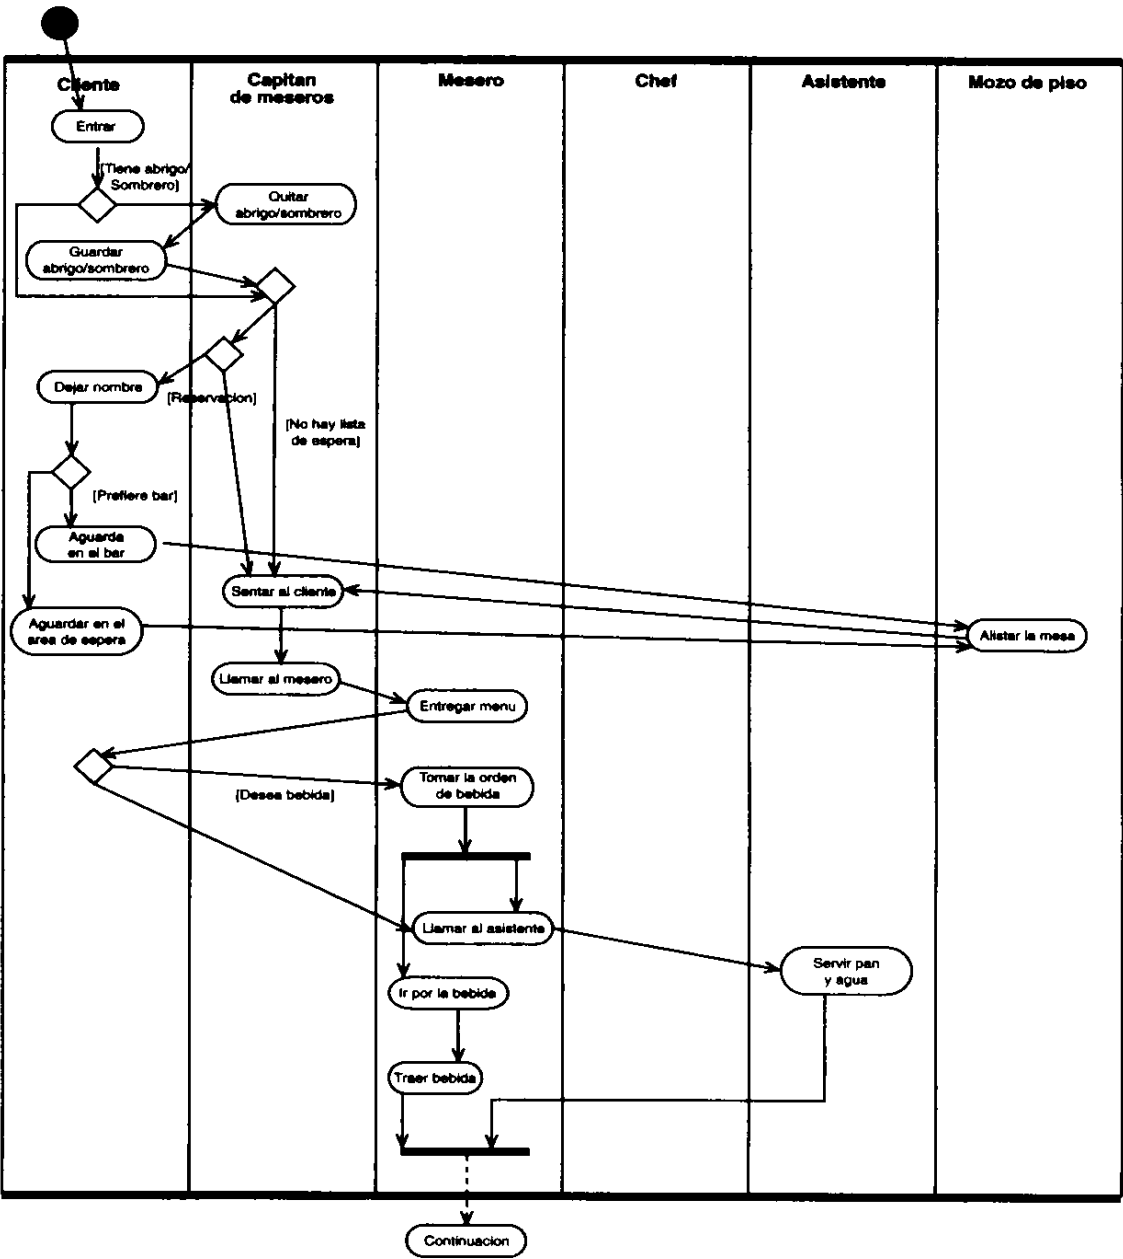 Cliente
Capitan
de meseros
Mesero
Chef
Asistente
Mozo de piso
Entrar
[Tiene abrigo/
Sombrero]
Quitar
abrigo/sombrero
Guardar
abrigo/sombrero
Dejar nombre
[Reservacion]
[No hay lista
de espera]
[Prefiere bar]
Aguarda
en el bar
Sentar al cliente
Aguardar en el
area de espera
Alistar la mesa
Llamar al mesero
Entregar menu
Tomar la orden
de bebida
[Desea bebida]
Llamar al asistente
Servir pan
y agua
Ir por la bebida
Traer bebida
Continuacion